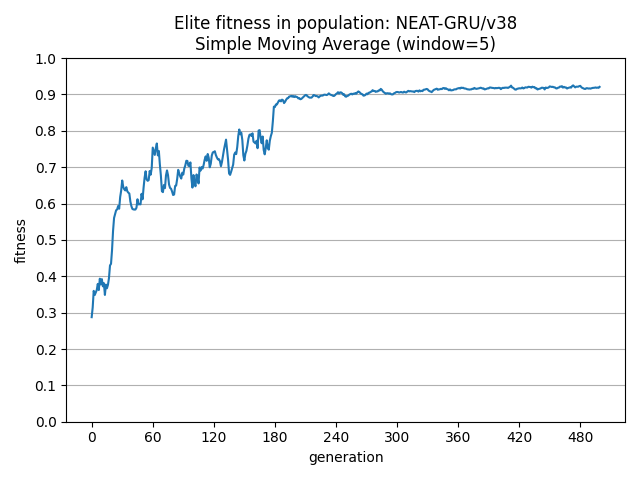 Elite fitness in population: NEAT-GRU/v38
Simple Moving Average (window=5)
1.0
0.9
0.8
0.7
0.6
0.5
0.4
0.3
0.2
0.1
0.0
fitness
0 60 120 180 240 300 360 420 480
generation